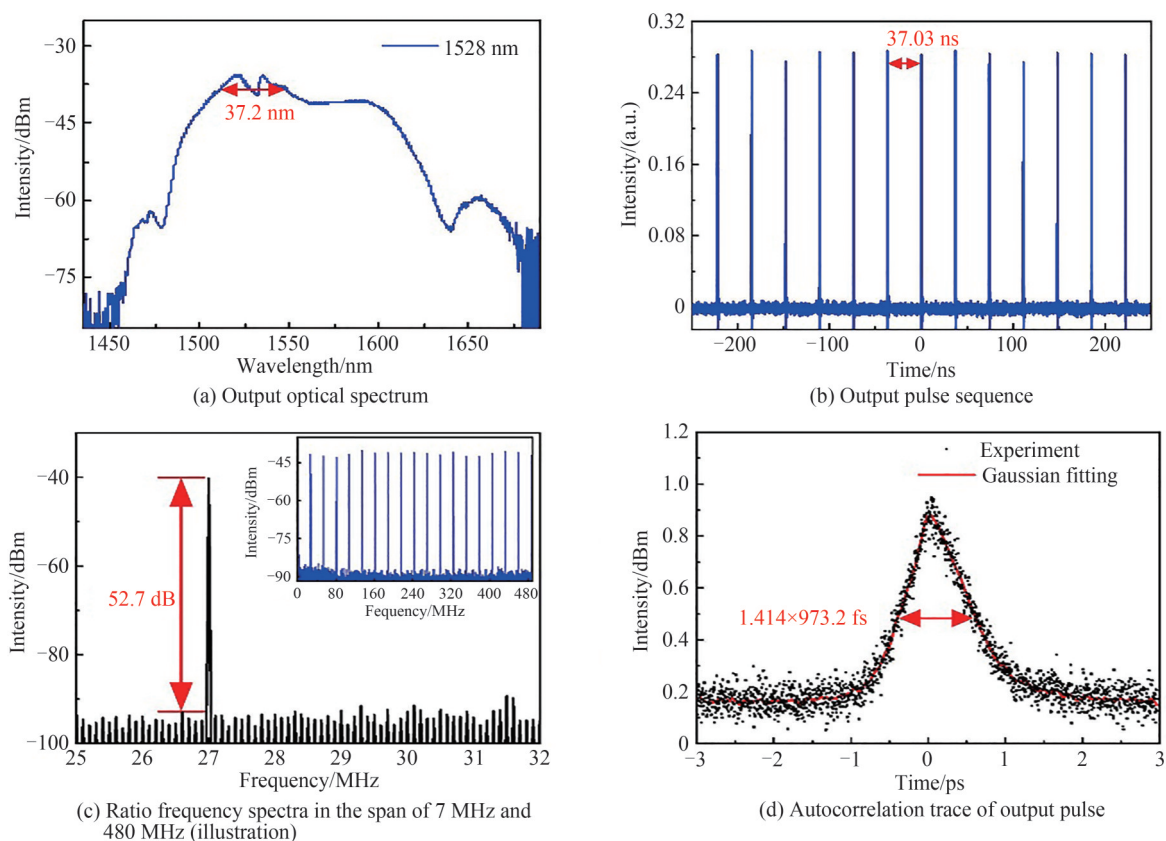 −25
−45
−60
−75
Intensity/dBm
1528 nm
37.2 nm
1450
1500
1550
1600
1650
Wavelength/nm
(a) Output optical spectrum
0.32
0.24
0.16
0.08
0
Intensity/(a.u.)
37.03 ns
−200
−100
0
100
200
Time/ns
(b) Output pulse sequence
−40
−60
−80
−100
Intensity/dBm
52.7 dB
−45
−60
−75
−90
Intensity/dBm
0 80 160 240 320 400 480
Frequency/MHz
25 26 27 28 29 30 31 32
Frequency/MHz
(c) Ratio frequency spectra in the span of 7 MHz and
480 MHz (illustration)
1.2
1.0
0.8
0.6
0.4
0.2
0
Intensity/dBm
Experiment
Gaussian fitting
1.414×973.2 fs
−3 −2 −1 0 1 2 3
Time/ps
(d) Autocorrelation trace of output pulse